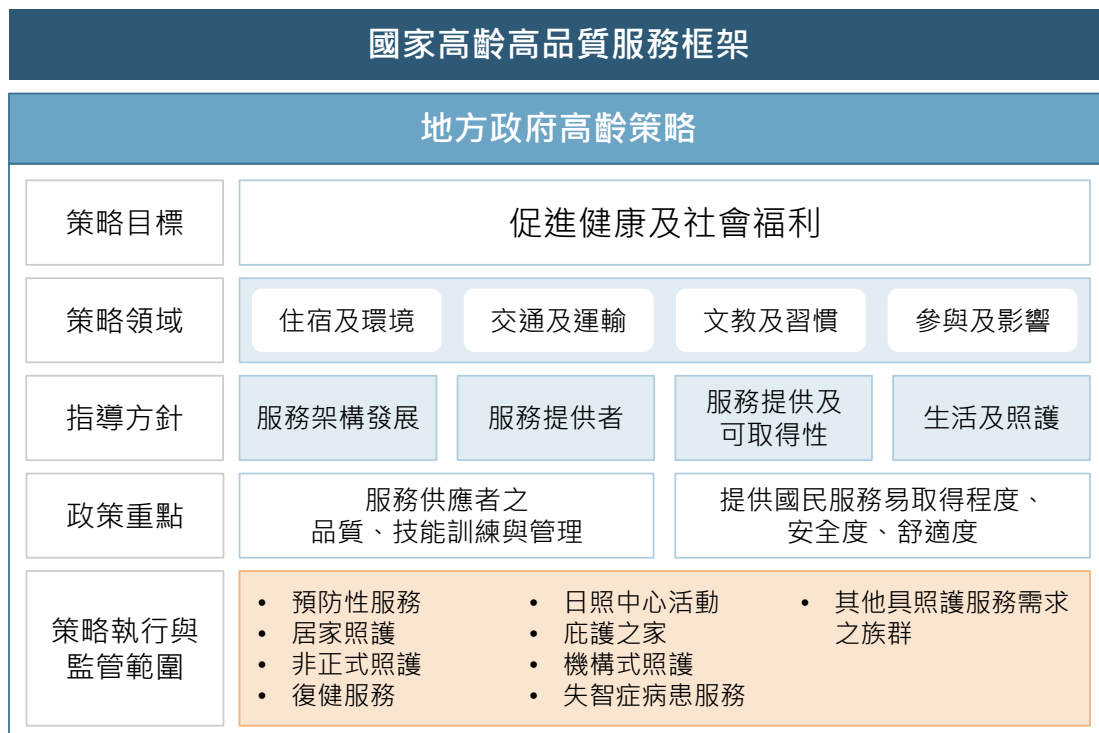 國家高齡高品質服務框架
地方政府高齡策略
策略目標
促進健康及社會福利
策略領域
住宿及環境
交通及運輸
文教及習慣
參與及影響
指導方針
服務架構發展
服務提供者
服務提供及
可取得性
生活及照護
政策重點
服務供應者之
品質、技能訓練與管理
提供國民服務易取得程度、
安全度、舒適度
策略執行與
監管範圍
• 預防性服務
• 居家照護
• 非正式照護
• 復健服務
• 日照中心活動
• 庇護之家
• 機構式照護
• 失智症病患服務
• 其他具照護服務需求
之族群